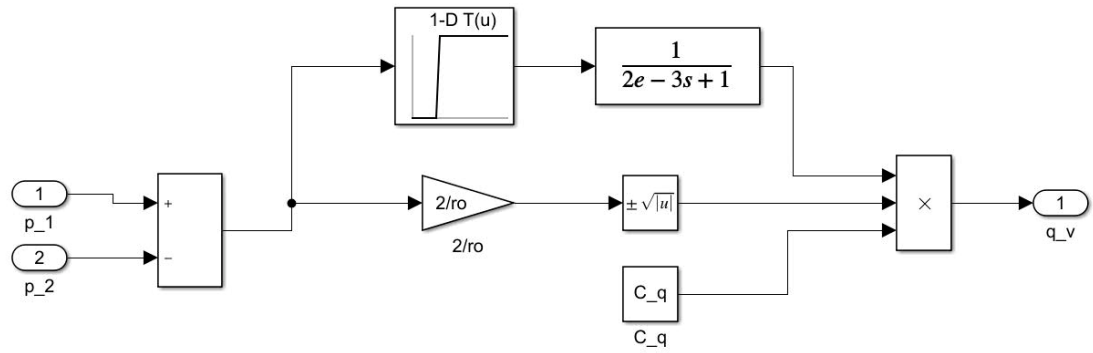 1-D T(u)
1
2e − 3s + 1
1
p_1
2
p_2
+
−
2/ro
2/ro
± √|u|
C_q
C_q
×
1
q_v